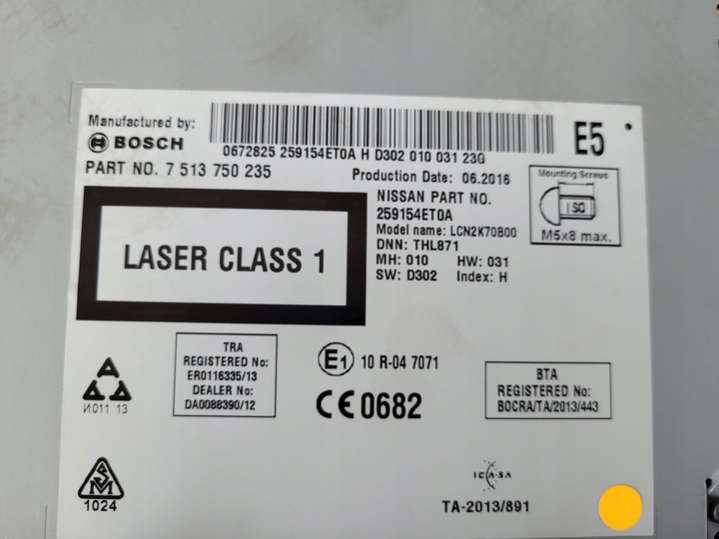 Manufactured by:
BOSCH
0672825 259154ET0A H D302 010 031 23G
E5
PART NO. 7 513 750 235
Production Date: 06.2016
Mounting Screws
ISO
M5x8 max.
NISSAN PART NO.
259154ET0A
Model name: LCN2K70B00
DNN: THL871
MH: 010 HW: 031
SW: D302 Index: H
LASER CLASS 1
TRA
REGISTERED No:
ER0116335/13
DEALER No:
DA0088390/12
E1 10 R-04 7071
CE0682
BTA
REGISTERED No:
BOCRA/TA/2013/443
И011 13
SM
1024
ICASA
TA-2013/891